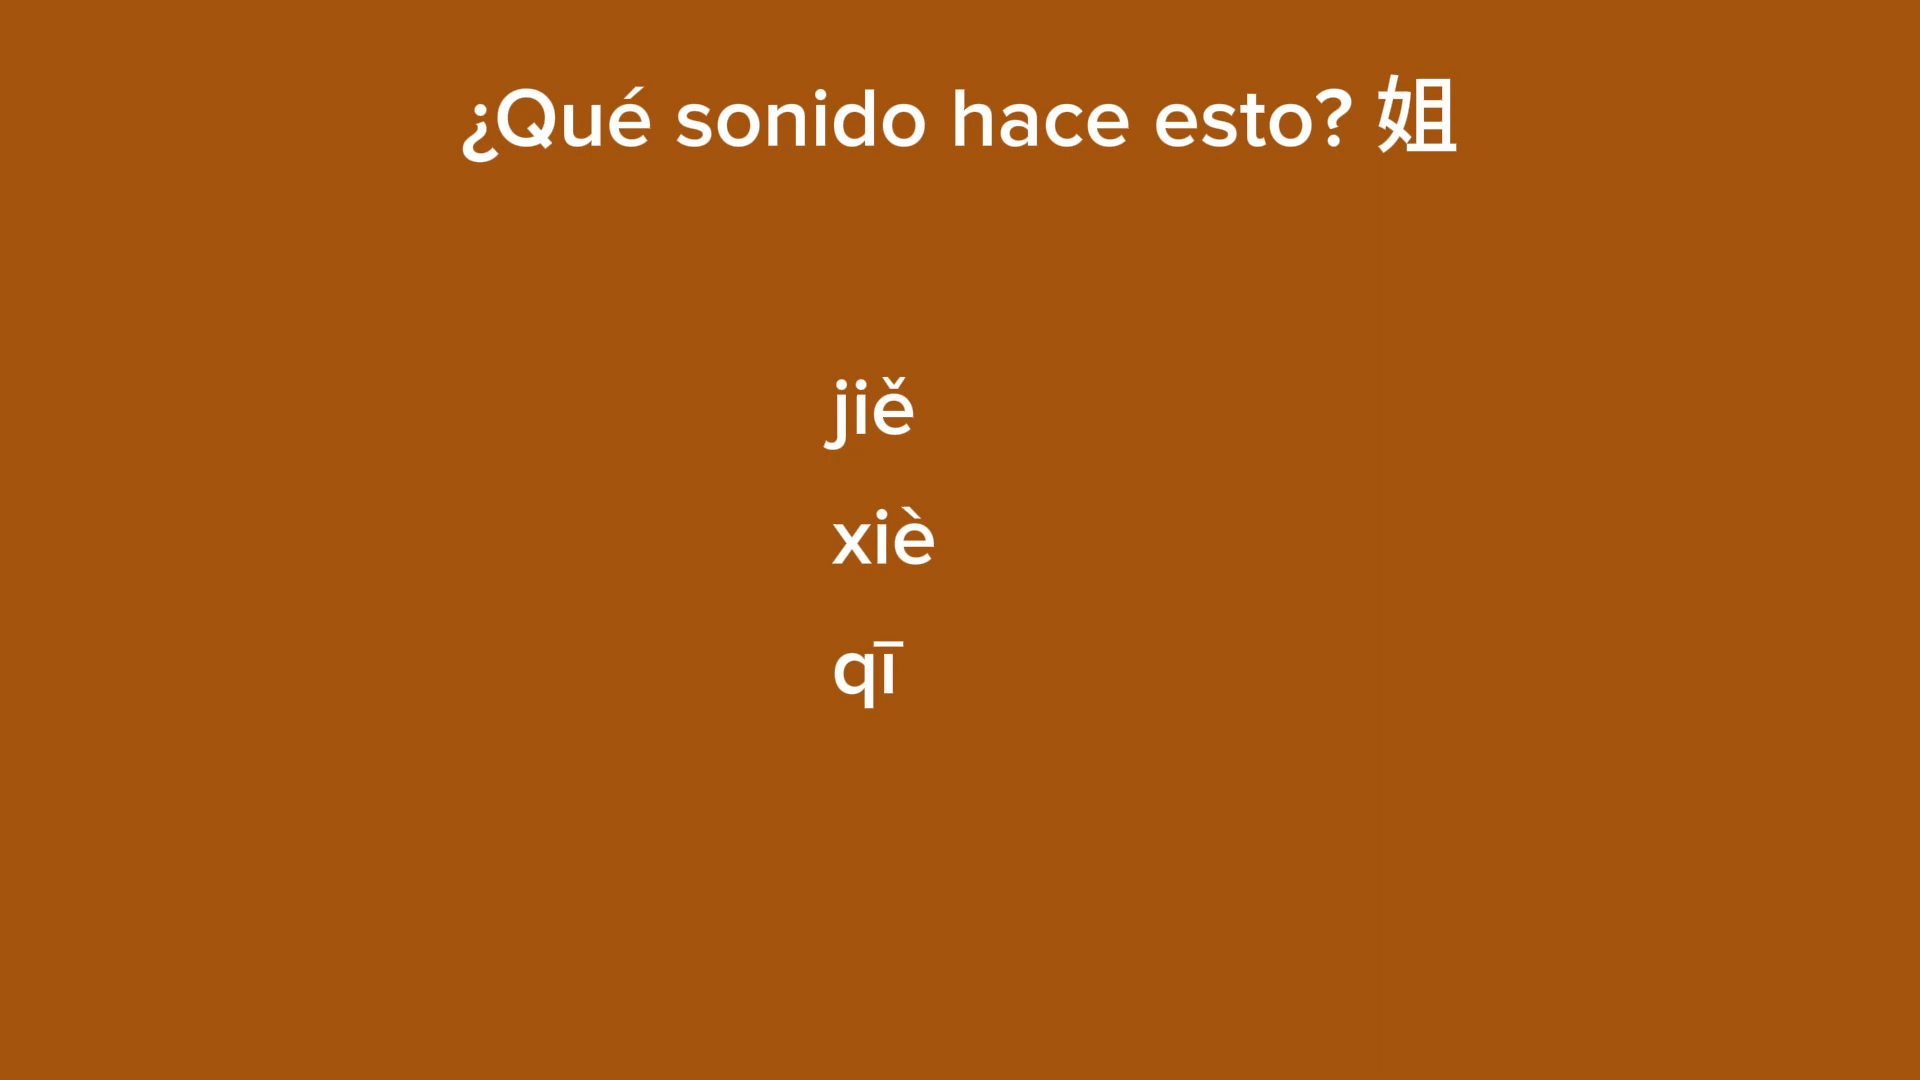 ¿Qué sonido hace esto? 姐
jiě
xiè
qī